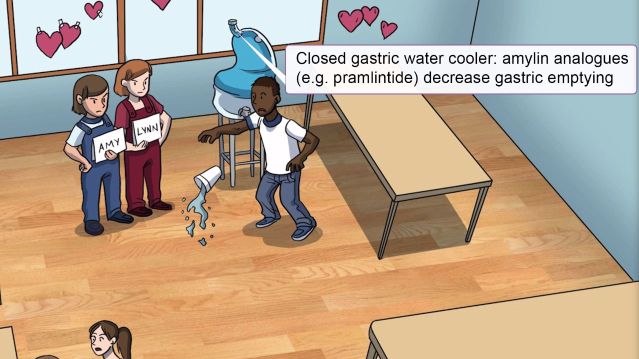 Closed gastric water cooler: amylin analogues
(e.g. pramlintide) decrease gastric emptying
AMY
LYNN